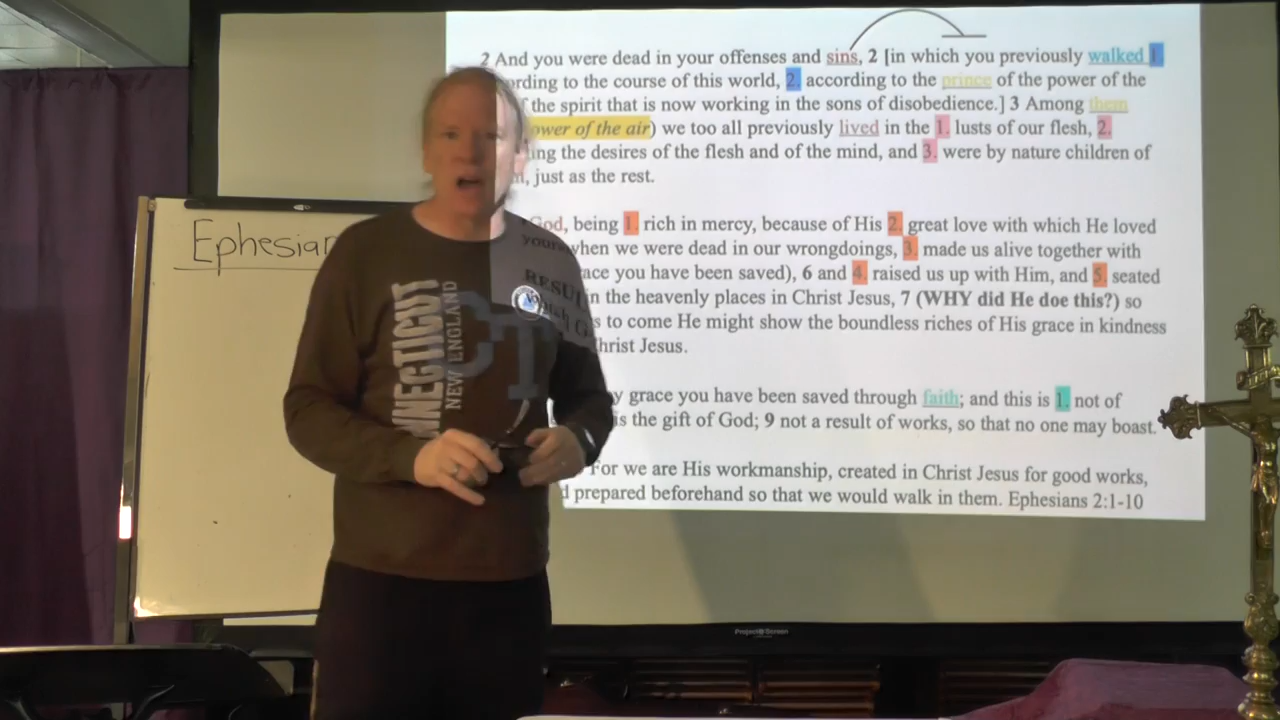 2 And you were dead in your offenses and sins, 2 [in which you previously walked 1.
rding to the course of this world, 2. according to the prince of the power of the
the spirit that is now working in the sons of disobedience.] 3 Among them
ower of the air) we too all previously lived in the 1. lusts of our flesh, 2.
ing the desires of the flesh and of the mind, and 3. were by nature children of
, just as the rest.
God, being 1. rich in mercy, because of His 2. great love with which He loved
when we were dead in our wrongdoings, 3. made us alive together with
ace you have been saved), 6 and 4. raised us up with Him, and 5. seated
in the heavenly places in Christ Jesus, 7 (WHY did He doe this?) so
s to come He might show the boundless riches of His grace in kindness
hrist Jesus.
y grace you have been saved through faith; and this is 1. not of
is the gift of God; 9 not a result of works, so that no one may boast.
For we are His workmanship, created in Christ Jesus for good works,
d prepared beforehand so that we would walk in them. Ephesians 2:1-10
Ephesian
NNECTICUT
NEW ENGLAND
CT
RESU
Project Screen